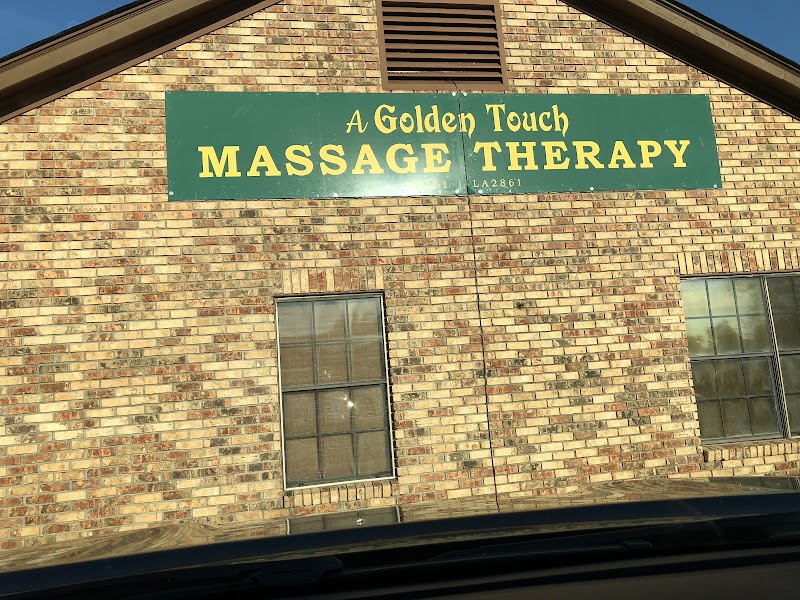 A Golden Touch
MASSAGE THERAPY
LA2861